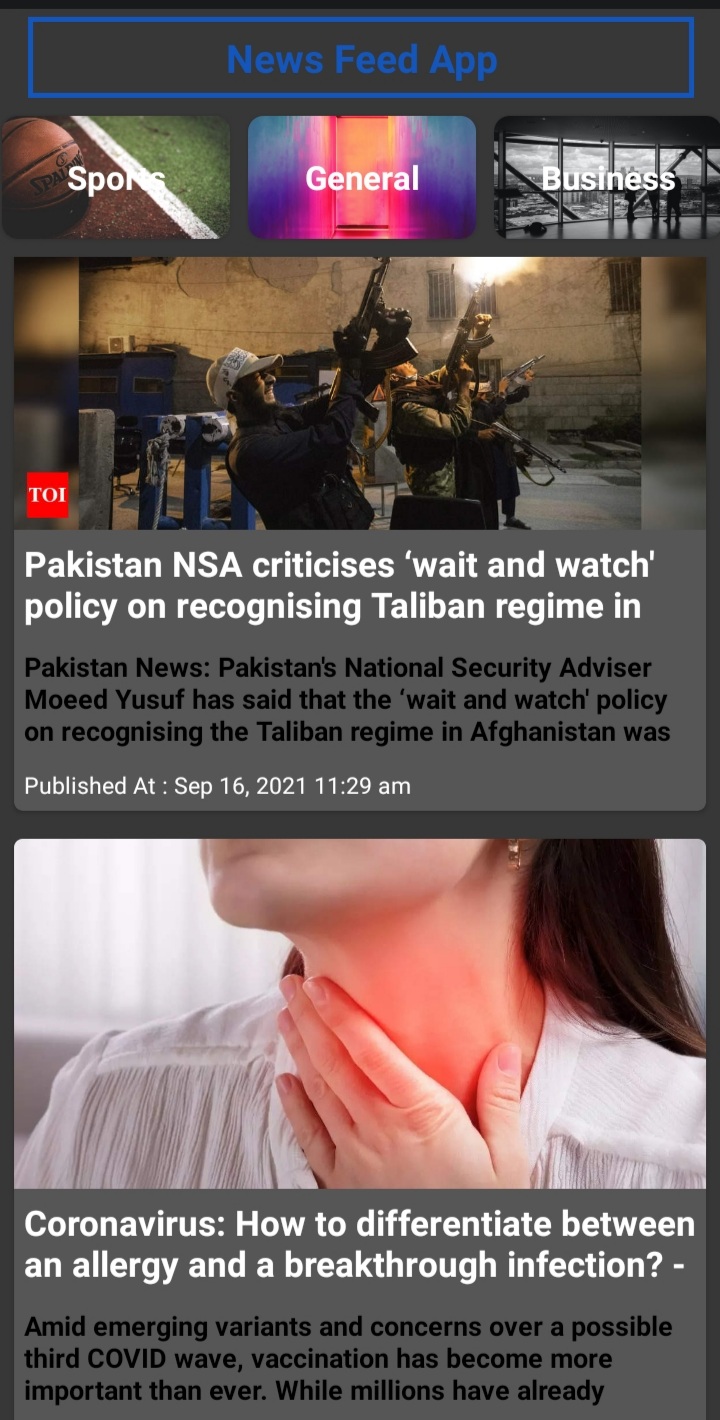 News Feed App
SPALDING
Sports
General
Business
TOI
Pakistan NSA criticises ‘wait and watch'
policy on recognising Taliban regime in
Pakistan News: Pakistan's National Security Adviser
Moeed Yusuf has said that the ‘wait and watch' policy
on recognising the Taliban regime in Afghanistan was
Published At : Sep 16, 2021 11:29 am
Coronavirus: How to differentiate between
an allergy and a breakthrough infection? -
Amid emerging variants and concerns over a possible
third COVID wave, vaccination has become more
important than ever. While millions have already